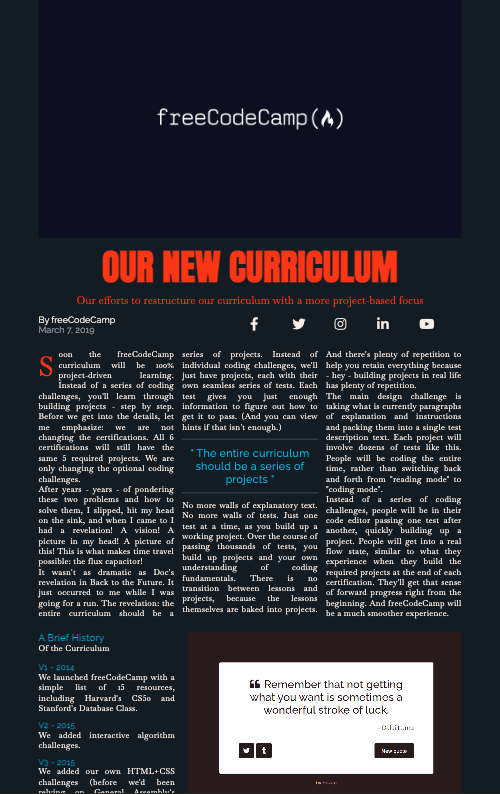 freeCodeCamp
OUR NEW CURRICULUM
Our efforts to restructure our curriculum with a more project-based focus
By freeCodeCamp
March 7, 2019
Soon the freeCodeCamp
curriculum will be 100%
project-driven learning.
Instead of a series of coding
challenges, you'll learn through
building projects - step by step.
Before we get into the details, let
me emphasize: we are not
changing the certifications. All 6
certifications will still have the
same 5 required projects. We are
only changing the optional coding
challenges.
After years - years - of pondering
these two problems and how to
solve them, I slipped, hit my head
on the sink, and when I came to I
had a revelation! A vision! A
picture in my head! A picture of
this! This is what makes time travel
possible: the flux capacitor!
It wasn't as dramatic as Doc's
revelation in Back to the Future. It
just occurred to me while I was
going for a run. The revelation: the
entire curriculum should be a
series of projects. Instead of
individual coding challenges, we'll
just have projects, each with their
own seamless series of tests. Each
test gives you just enough
information to figure out how to
get it to pass. (And you can view
hints if that isn't enough.)
" The entire curriculum
should be a series of
projects "
No more walls of explanatory text.
No more walls of tests. Just one
test at a time, as you build up a
working project. Over the course of
passing thousands of tests, you
build up projects and your own
understanding of coding
fundamentals. There is no
transition between lessons and
projects, because the lessons
themselves are baked into projects.
And there's plenty of repetition to
help you retain everything because
- hey - building projects in real life
has plenty of repetition.
The main design challenge is
taking what is currently paragraphs
of explanation and instructions
and packing them into a single test
description text. Each project will
involve dozens of tests like this.
People will be coding the entire
time, rather than switching back
and forth from "reading mode" to
"coding mode".
Instead of a series of coding
challenges, people will be in their
code editor passing one test after
another, quickly building up a
project. People will get into a real
flow state, similar to what they
experience when they build the
required projects at the end of each
certification. They'll get that sense
of forward progress right from the
beginning. And freeCodeCamp will
be a much smoother experience.
A Brief History
Of the Curriculum
V1 - 2014
We launched freeCodeCamp with a
simple list of 15 resources,
including Harvard's CS50 and
Stanford's Database Class.
V2 - 2015
We added interactive algorithm
challenges.
V3 - 2015
We added our own HTML+CSS
challenges (before we'd been
relying on General Assembly's
Remember that not getting
what you want is sometimes a
wonderful stroke of luck.
- Dalai Lama
New quote